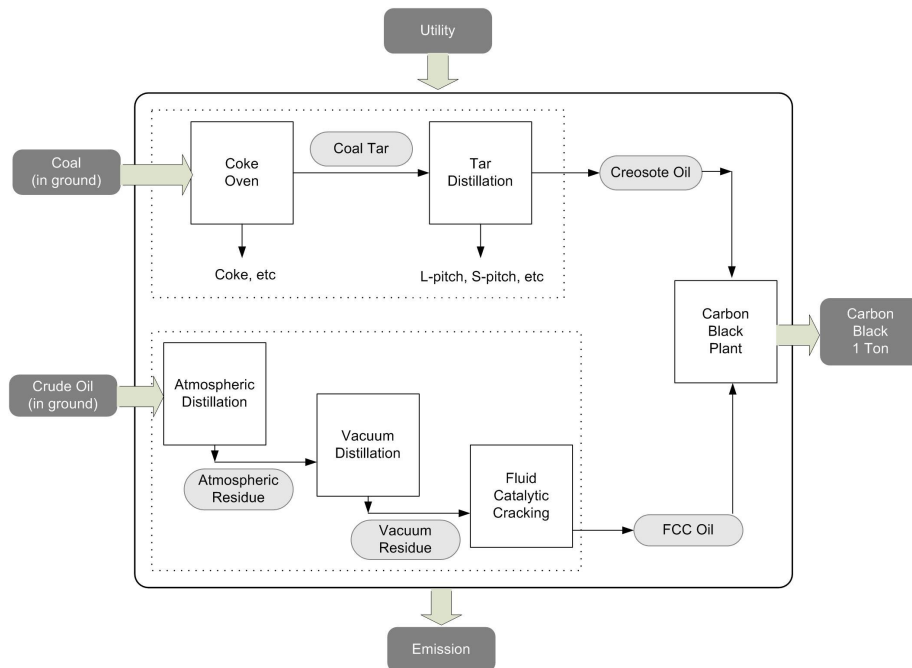 Utility
Coal
(in ground)
Coke
Oven
Coal Tar
Tar
Distillation
Creosote Oil
Coke, etc
L-pitch, S-pitch, etc
Carbon
Black
Plant
Carbon
Black
1 Ton
Crude Oil
(in ground)
Atmospheric
Distillation
Atmospheric
Residue
Vacuum
Distillation
Vacuum
Residue
Fluid
Catalytic
Cracking
FCC Oil
Emission